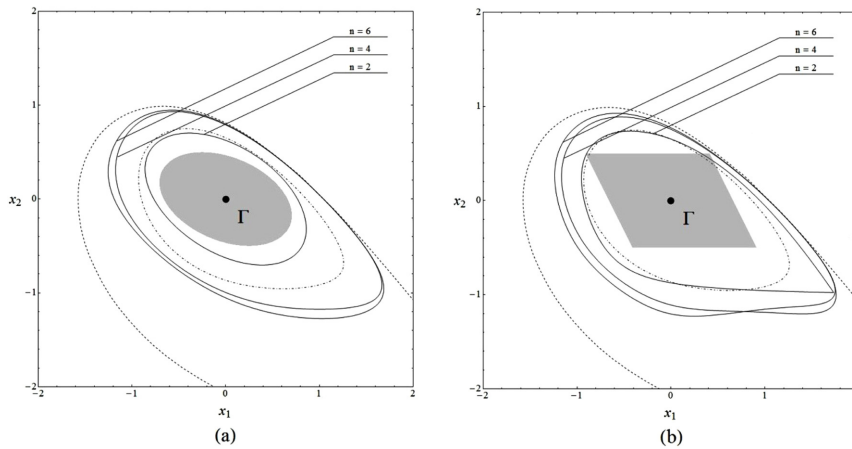 2
n = 6
n = 4
n = 2
1
x₂
0
Γ
−1
−2
−2
−1
0
1
2
x₁
(a)
2
n = 6
n = 4
n = 2
1
x₂
0
Γ
−1
−2
−2
−1
0
1
x₁
(b)